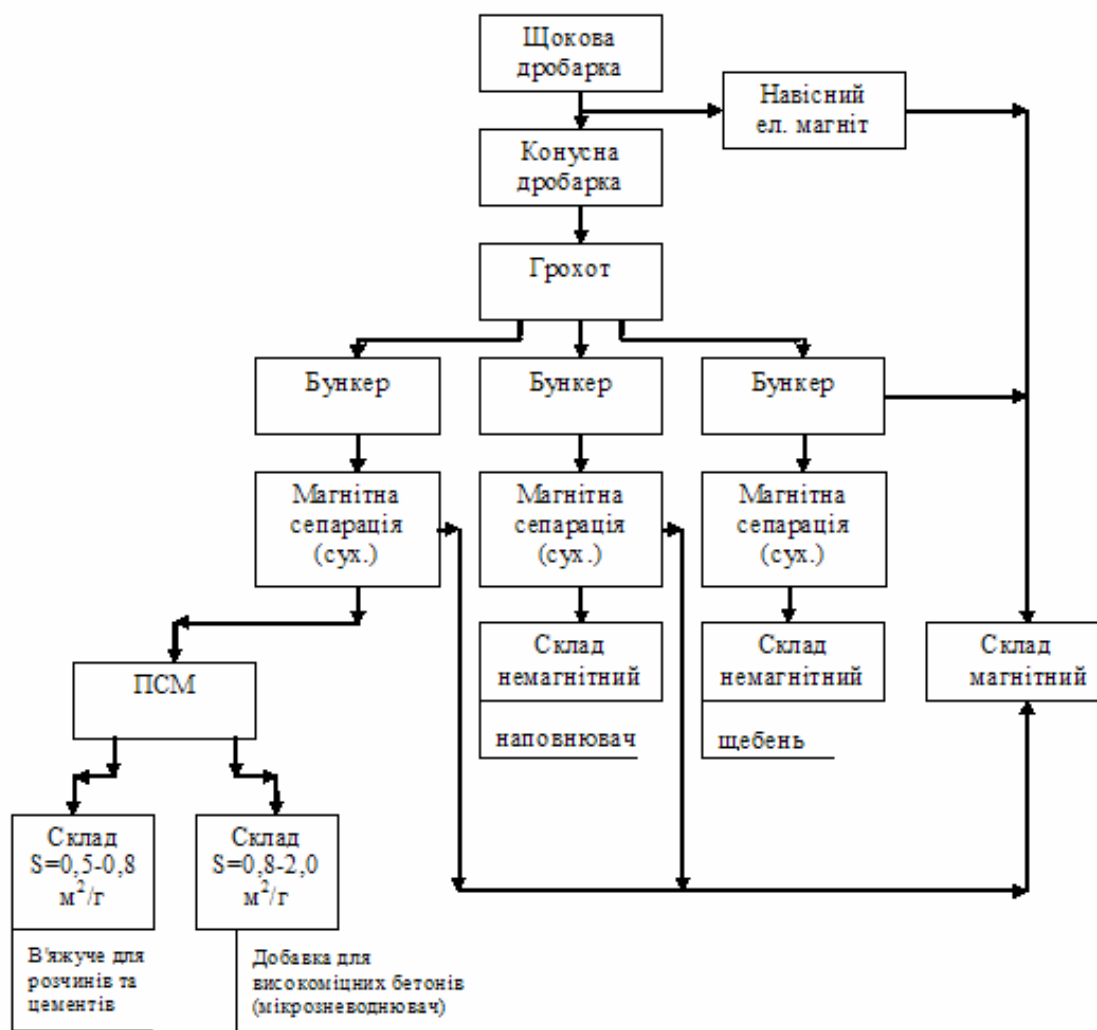 Щокова
дробарка
Навісний
ел. магніт
Конусна
дробарка
Грохот
Бункер
Бункер
Бункер
Магнітна
сепарація
(сух.)
Магнітна
сепарація
(сух.)
Магнітна
сепарація
(сух.)
Склад
немагнітний
Склад
немагнітний
Склад
магнітний
ПСМ
наповнювач
щебень
Склад
S=0,5-0,8
м²/г
Склад
S=0,8-2,0
м²/г
В'яжуче для
розчинів та
цементів
Добавка для
високоміцних бетонів
(мікрозневоднювач)